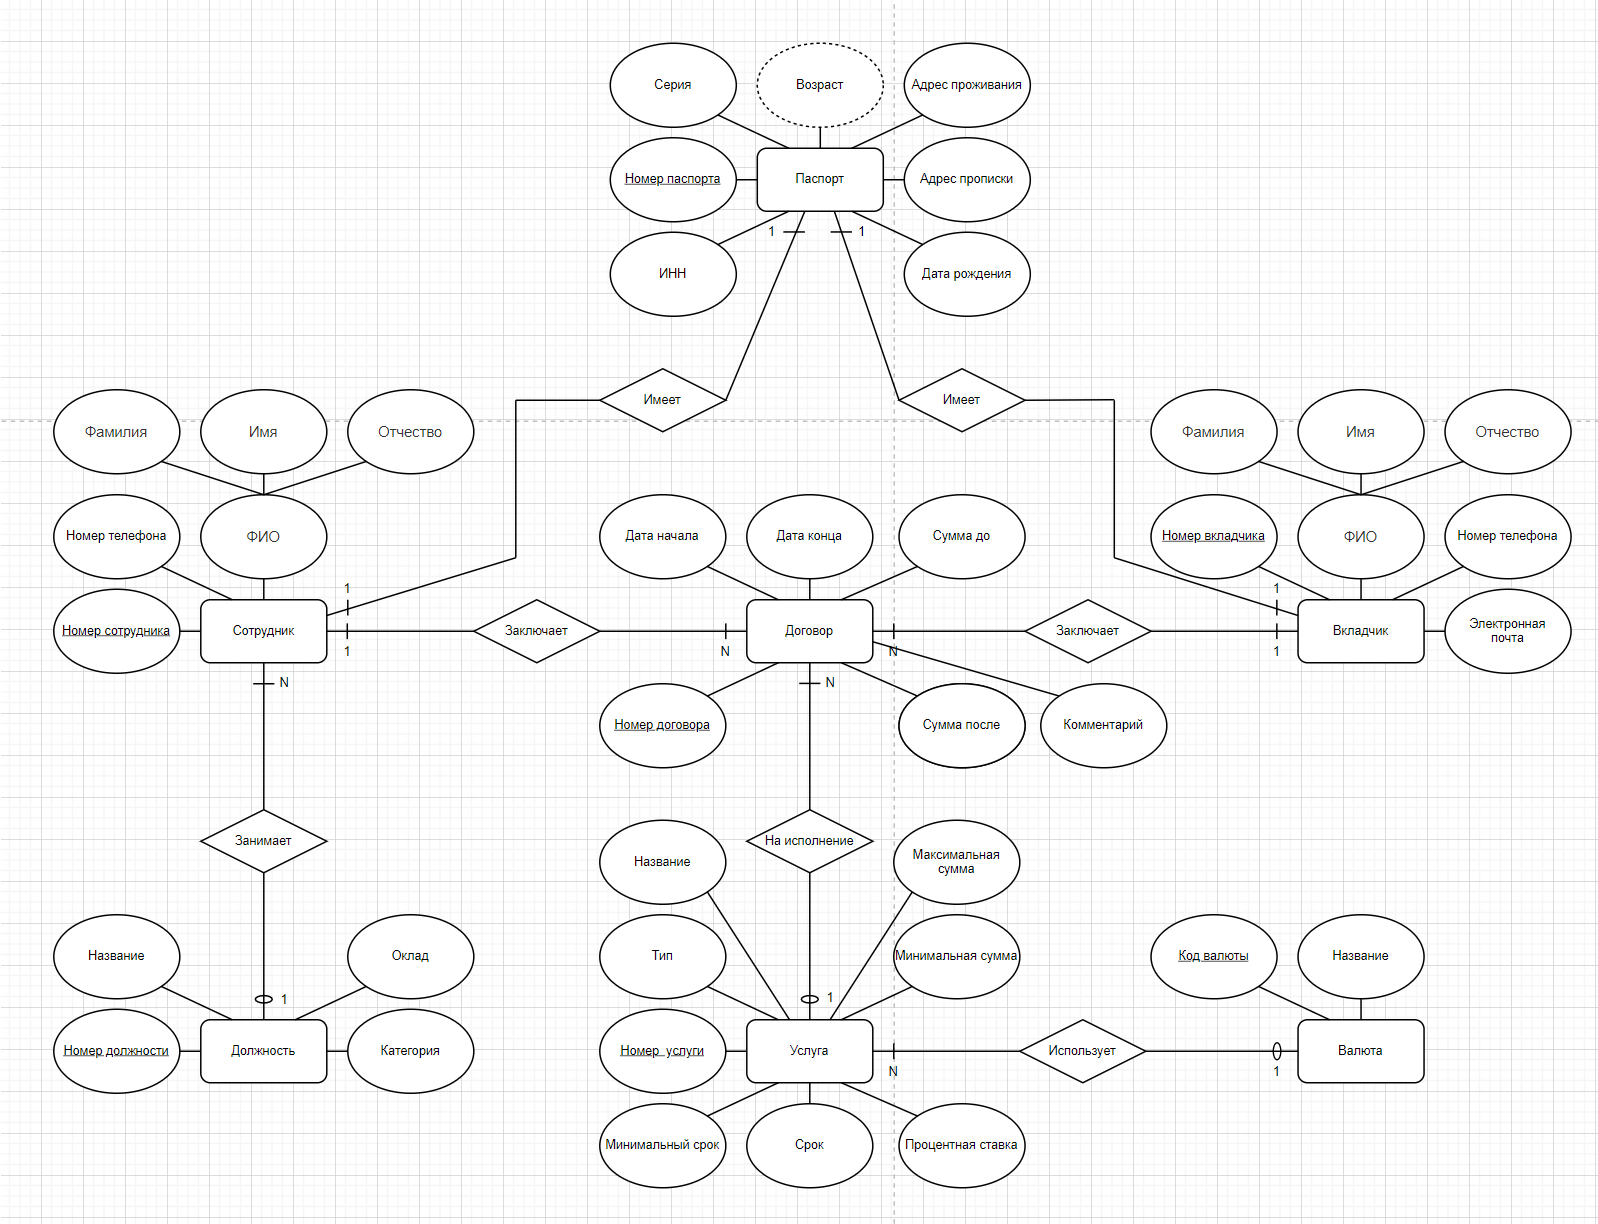 Серия
Возраст
Адрес проживания
Номер паспорта
Паспорт
Адрес прописки
1
1
ИНН
Дата рождения
Имеет
Имеет
Фамилия
Имя
Отчество
Фамилия
Имя
Отчество
Номер телефона
ФИО
Дата начала
Дата конца
Сумма до
Номер вкладчика
ФИО
Номер телефона
1
1
Номер сотрудника
Сотрудник
Заключает
Договор
Заключает
Вкладчик
Электронная
почта
1
N
N
1
N
N
Номер договора
Сумма после
Комментарий
Занимает
На исполнение
Название
Максимальная
сумма
Название
Оклад
Тип
Минимальная сумма
Код валюты
Название
1
1
Номер должности
Должность
Категория
Номер  услуги
Услуга
Использует
Валюта
N
1
Минимальный срок
Срок
Процентная ставка